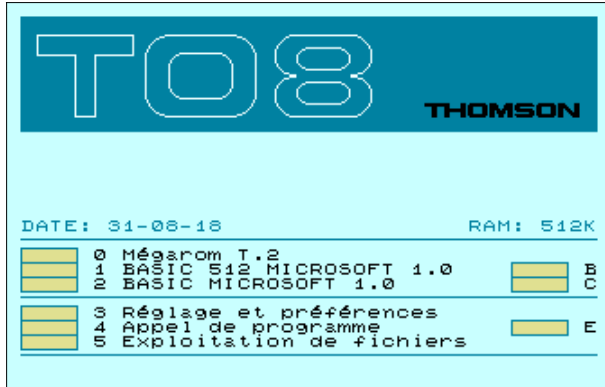 TO8
THOMSON
DATE: 31-08-18 RAM: 512K
0 Mégarom T.2
1 BASIC 512 MICROSOFT 1.0 B
2 BASIC MICROSOFT 1.0 C
3 Réglage et préférences
4 Appel de programme E
5 Exploitation de fichiers